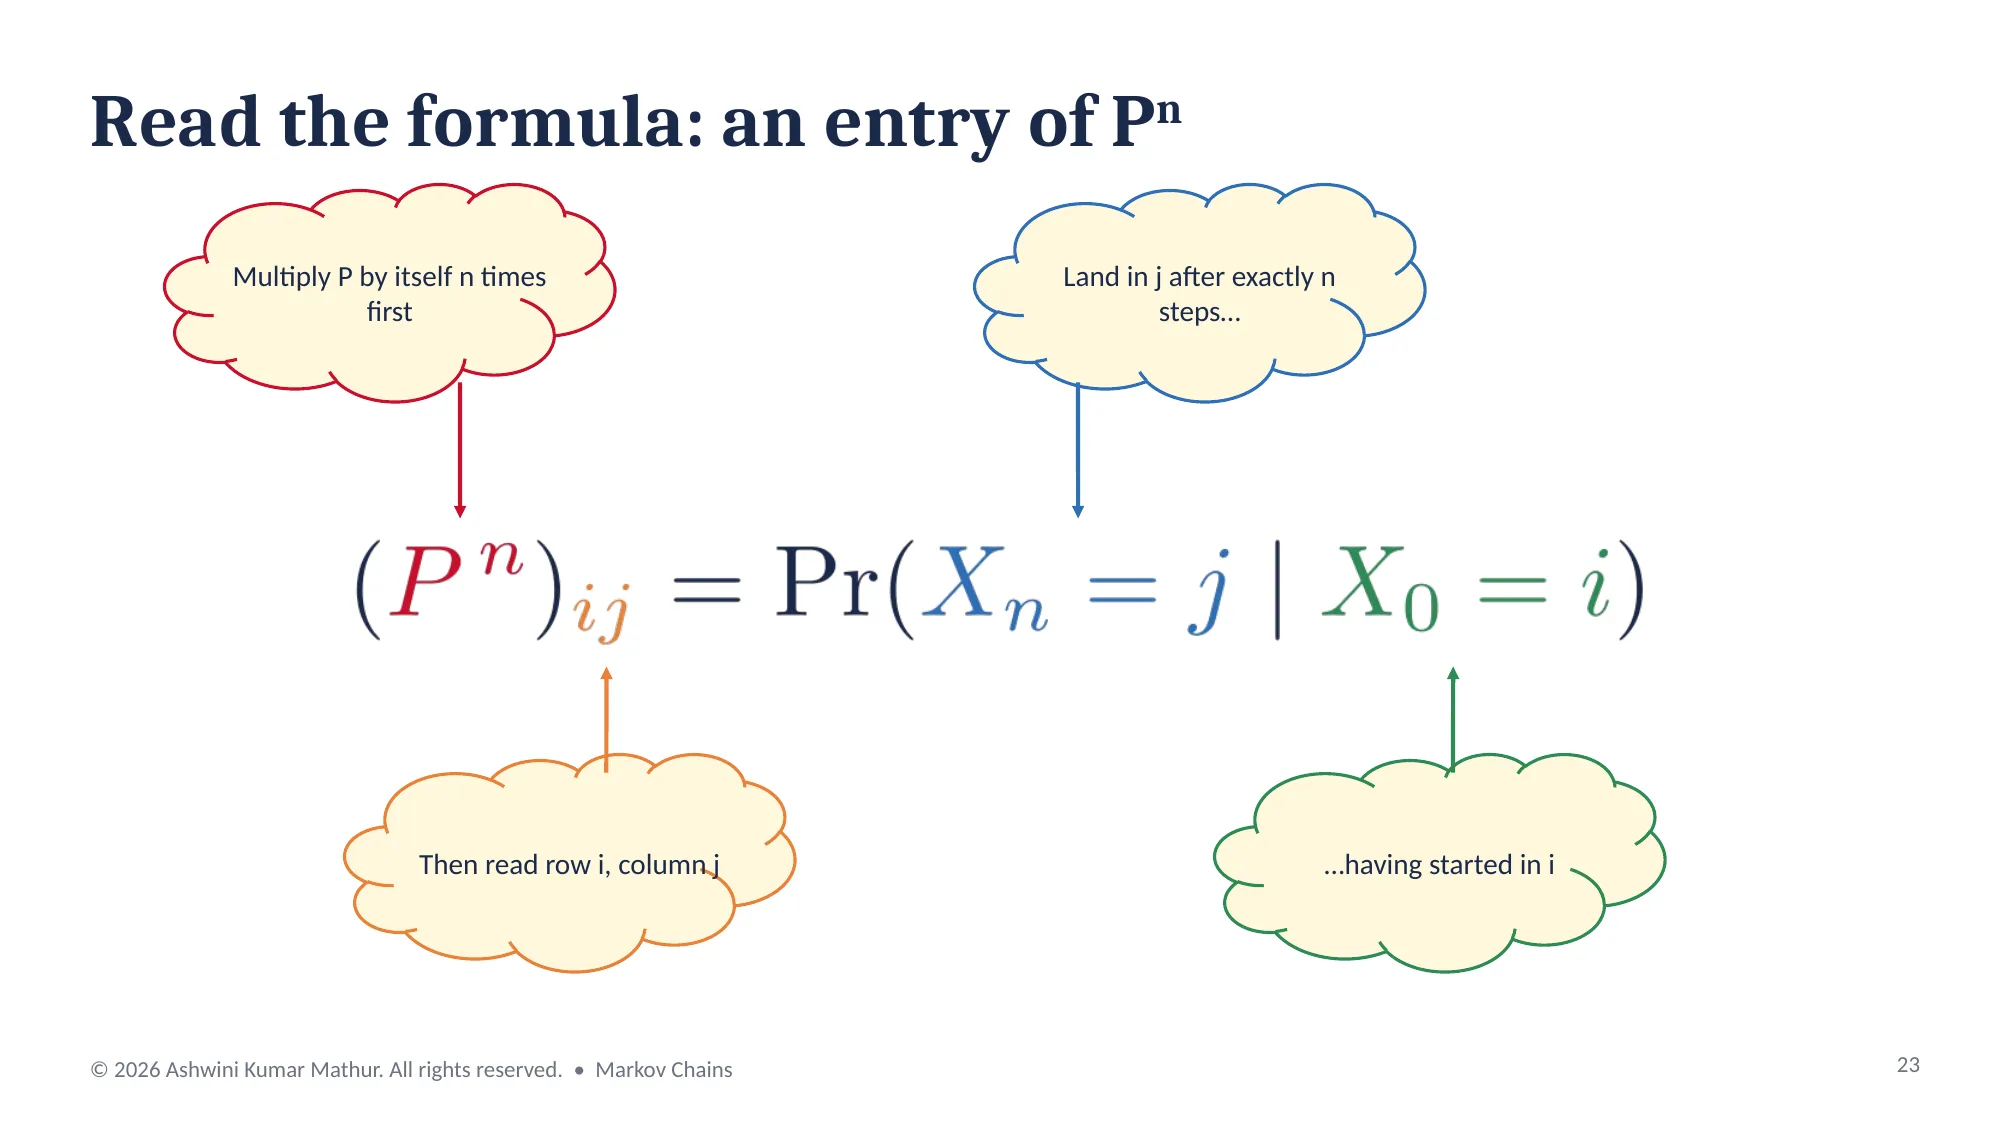 Read the formula: an entry of Pⁿ
Multiply P by itself n times
first
Land in j after exactly n
steps…
(Pⁿ)ᵢⱼ = Pr(Xₙ = j | X₀ = i)
Then read row i, column j
…having started in i
© 2026 Ashwini Kumar Mathur. All rights reserved. • Markov Chains
23